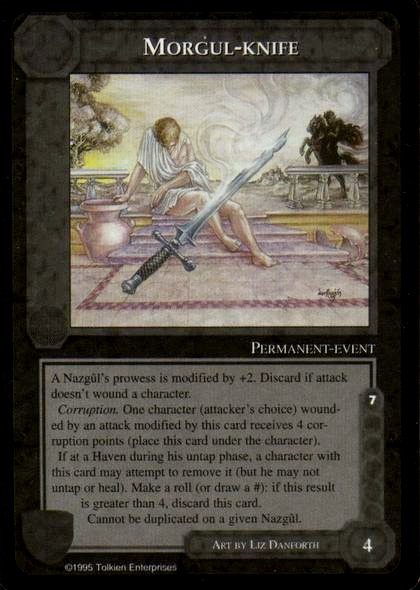 MORGUL-KNIFE
PERMANENT-EVENT
A Nazgûl's prowess is modified by +2. Discard if attack
doesn't wound a character.
Corruption. One character (attacker's choice) wound-
ed by an attack modified by this card receives 4 cor-
ruption points (place this card under the character).
If at a Haven during his untap phase, a character with
this card may attempt to remove it (but he may not
untap or heal). Make a roll (or draw a #): if this result
is greater than 4, discard this card.
Cannot be duplicated on a given Nazgûl.
7
ART BY LIZ DANFORTH
4
©1995 Tolkien Enterprises